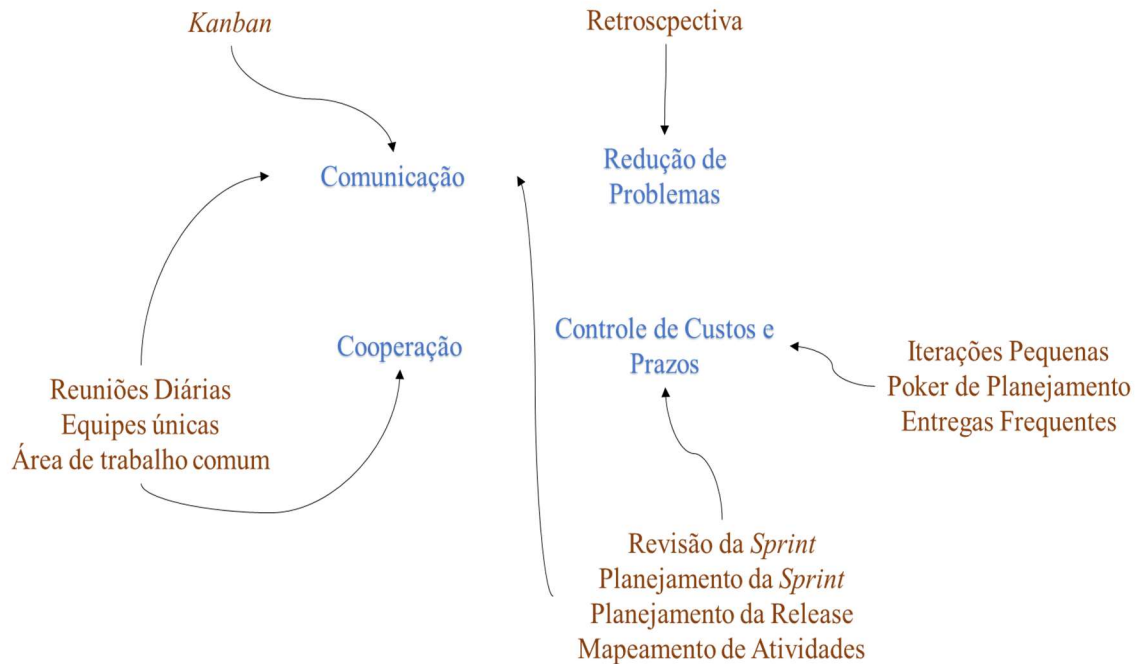 Kanban
Retroscpectiva
Comunicação
Redução de
Problemas
Cooperação
Controle de Custos e
Prazos
Iterações Pequenas
Poker de Planejamento
Entregas Frequentes
Reuniões Diárias
Equipes únicas
Área de trabalho comum
Revisão da Sprint
Planejamento da Sprint
Planejamento da Release
Mapeamento de Atividades